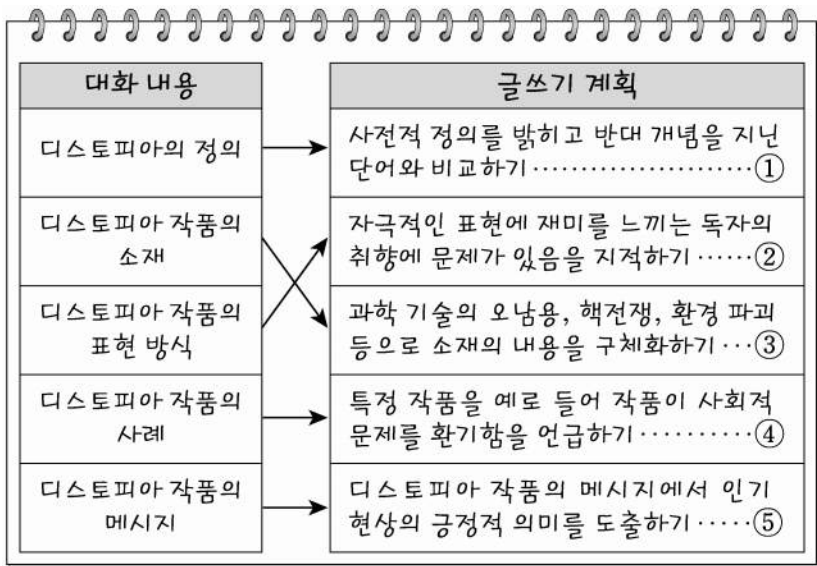 대화 내용
글쓰기 계획
디스토피아의 정의
사전적 정의를 밝히고 반대 개념을 지닌
단어와 비교하기 ························ ①
디스토피아 작품의
소재
자극적인 표현에 재미를 느끼는 독자의
취향에 문제가 있음을 지적하기 ······ ②
디스토피아 작품의
표현 방식
과학 기술의 오남용, 핵전쟁, 환경 파괴
등으로 소재의 내용을 구체화하기 ··· ③
디스토피아 작품의
사례
특정 작품을 예로 들어 작품이 사회적
문제를 환기함을 언급하기 ·········· ④
디스토피아 작품의
메시지
디스토피아 작품의 메시지에서 인기
현상의 긍정적 의미를 도출하기 ····· ⑤